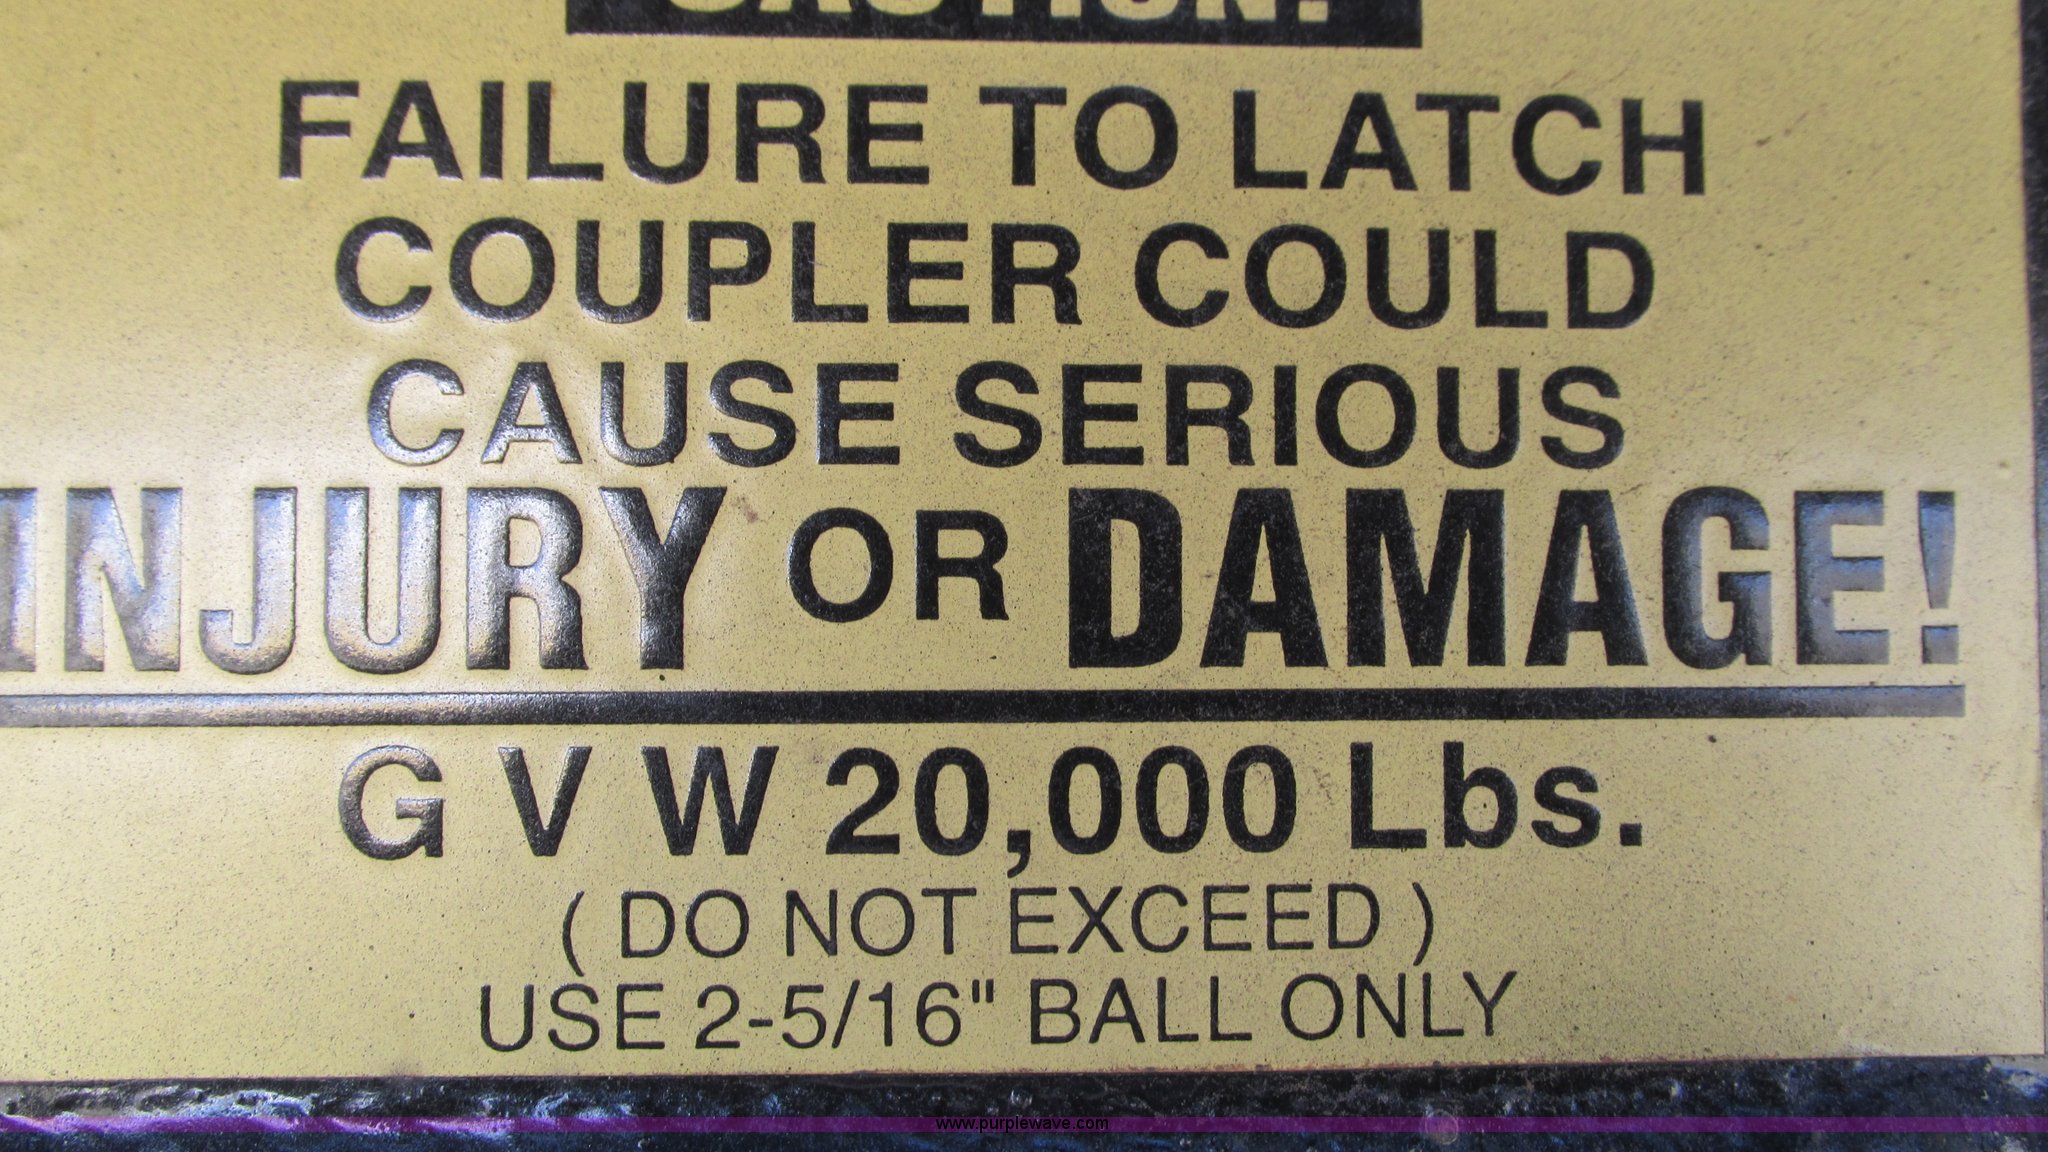 CAUTION!
FAILURE TO LATCH
COUPLER COULD
CAUSE SERIOUS
INJURY OR DAMAGE!
G V W 20,000 Lbs.
( DO NOT EXCEED )
USE 2-5/16" BALL ONLY
www.purplewave.com